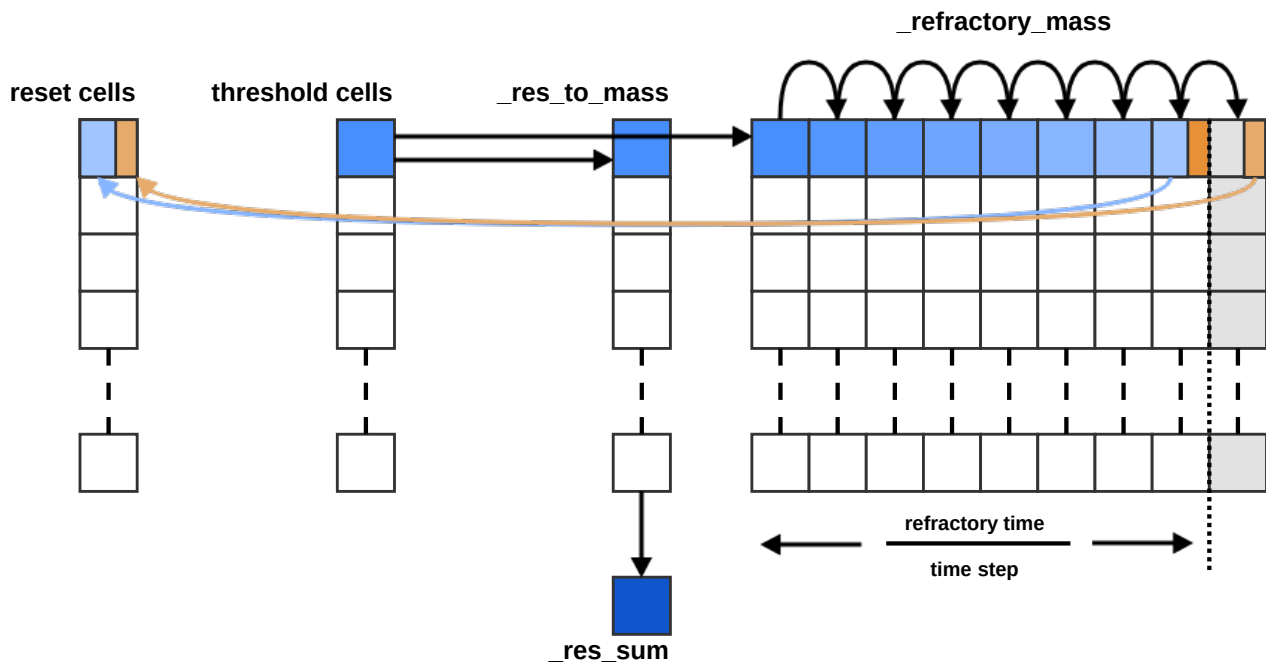 _refractory_mass
reset cells
threshold cells
_res_to_mass
refractory time
time step
_res_sum